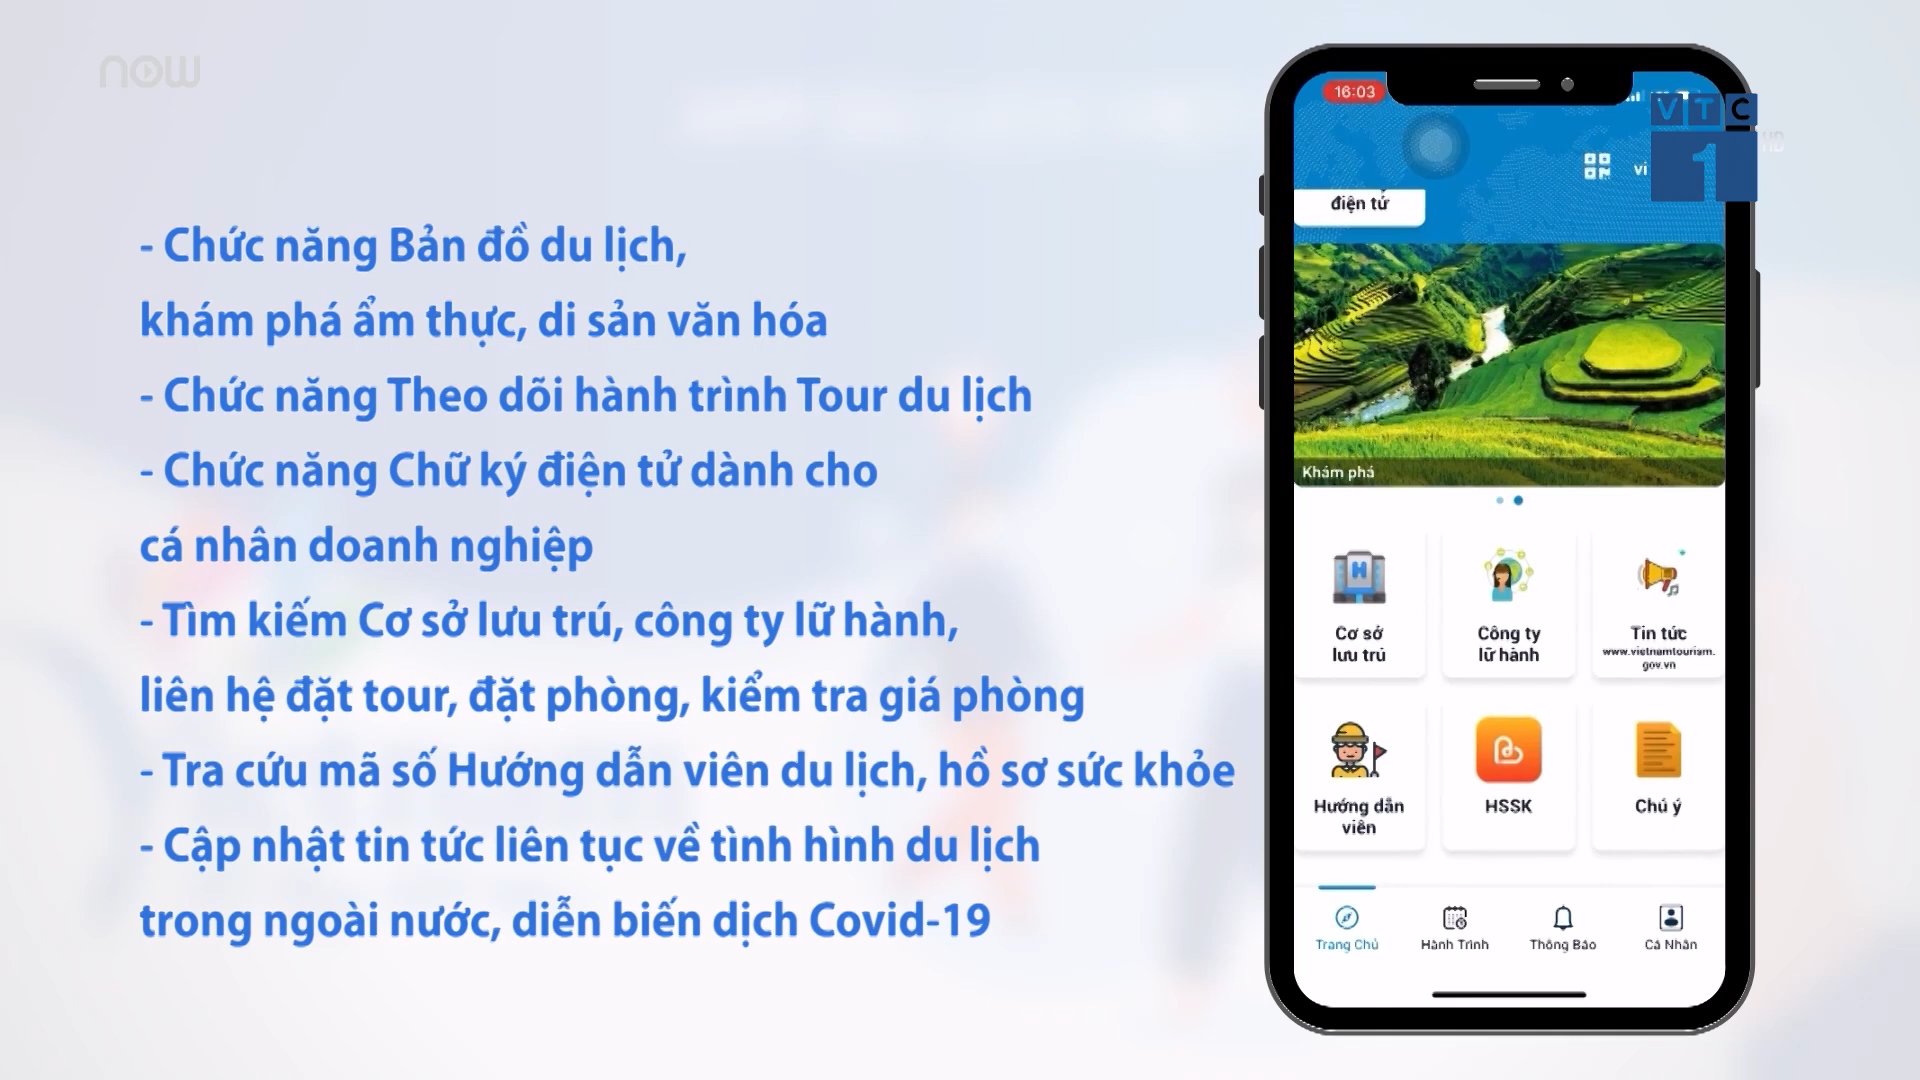 now
- Chức năng Bản đồ du lịch,
khám phá ẩm thực, di sản văn hóa
- Chức năng Theo dõi hành trình Tour du lịch
- Chức năng Chữ ký điện tử dành cho
cá nhân doanh nghiệp
- Tìm kiếm Cơ sở lưu trú, công ty lữ hành,
liên hệ đặt tour, đặt phòng, kiểm tra giá phòng
- Tra cứu mã số Hướng dẫn viên du lịch, hồ sơ sức khỏe
- Cập nhật tin tức liên tục về tình hình du lịch
trong ngoài nước, diễn biến dịch Covid-19
16:03
VTC
1
HD
vi
điện tử
Khám phá
Cơ sở
lưu trú
Công ty
lữ hành
Tin tức
www.vietnamtourism.
gov.vn
Hướng dẫn
viên
HSSK
Chú ý
Trang Chủ
Hành Trình
Thông Báo
Cá Nhân